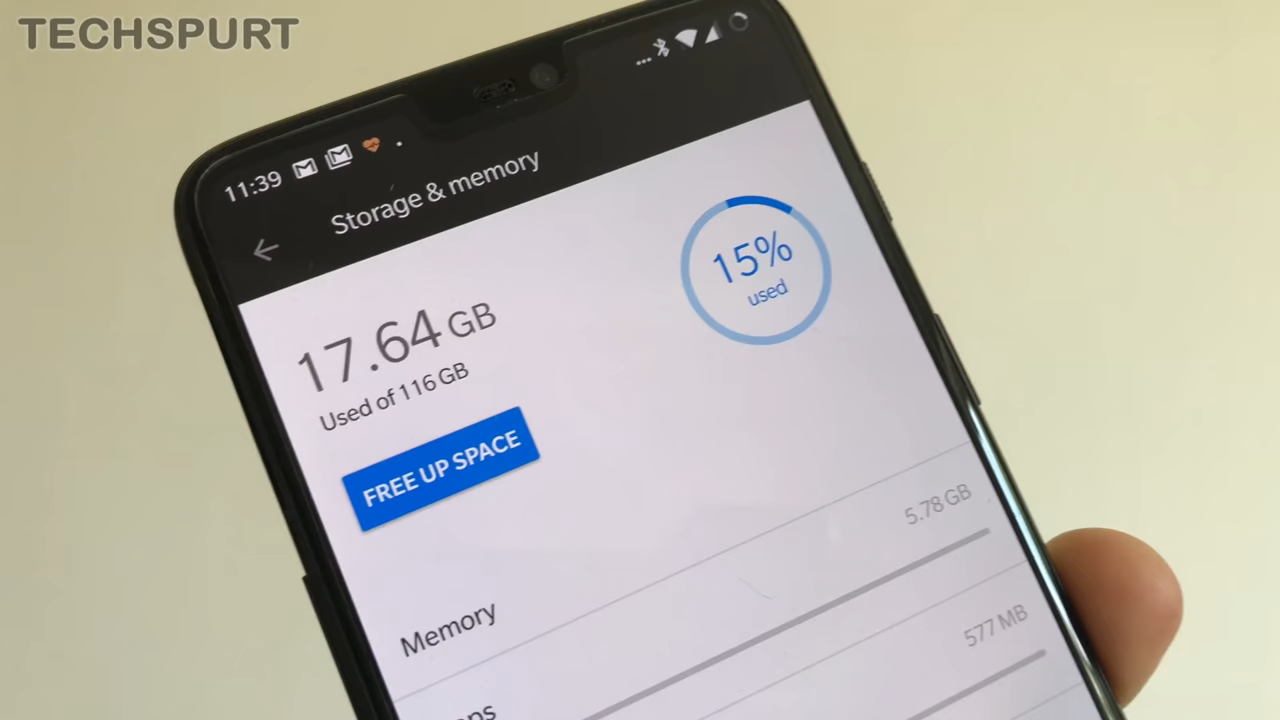 TECHSPURT
11:39
Storage & memory
17.64 GB
Used of 116 GB
15%
used
FREE UP SPACE
Memory
5.78 GB
577 MB